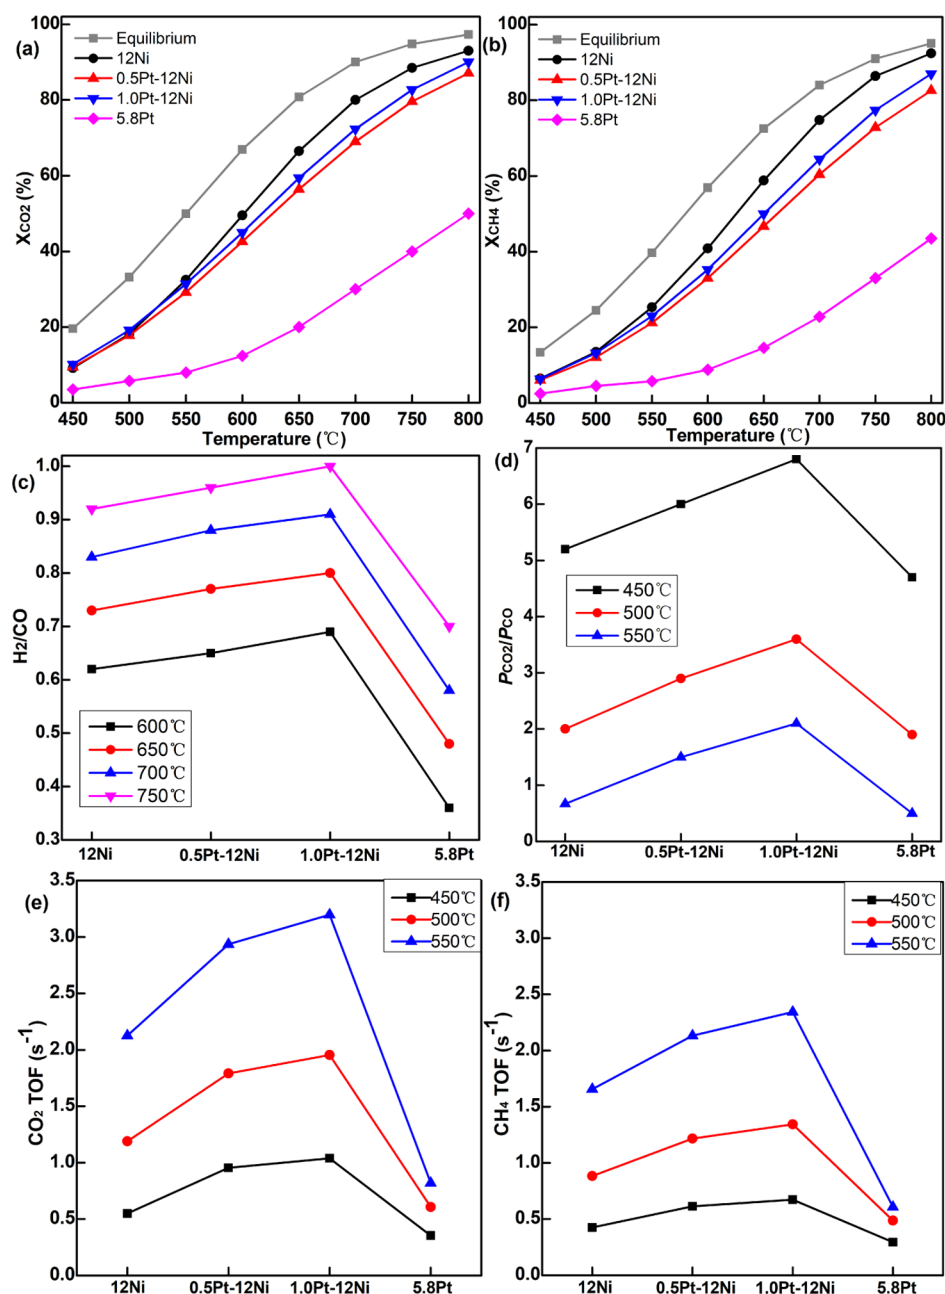 (a)
Equilibrium
12Ni
0.5Pt-12Ni
1.0Pt-12Ni
5.8Pt
XCO2 (%)
100
80
60
40
20
0
450 500 550 600 650 700 750 800
Temperature (℃)
(b)
Equilibrium
12Ni
0.5Pt-12Ni
1.0Pt-12Ni
5.8Pt
XCH4 (%)
100
80
60
40
20
0
450 500 550 600 650 700 750 800
Temperature (℃)
(c)
H2/CO
1.0
0.9
0.8
0.7
0.6
0.5
0.4
0.3
600℃
650℃
700℃
750℃
12Ni 0.5Pt-12Ni 1.0Pt-12Ni 5.8Pt
(d)
PCO2/PCO
7
6
5
4
3
2
1
0
450℃
500℃
550℃
12Ni 0.5Pt-12Ni 1.0Pt-12Ni 5.8Pt
(e)
CO2 TOF (s-1)
3.5
3.0
2.5
2.0
1.5
1.0
0.5
0.0
450℃
500℃
550℃
12Ni 0.5Pt-12Ni 1.0Pt-12Ni 5.8Pt
(f)
CH4 TOF (s-1)
3.5
3.0
2.5
2.0
1.5
1.0
0.5
0.0
450℃
500℃
550℃
12Ni 0.5Pt-12Ni 1.0Pt-12Ni 5.8Pt